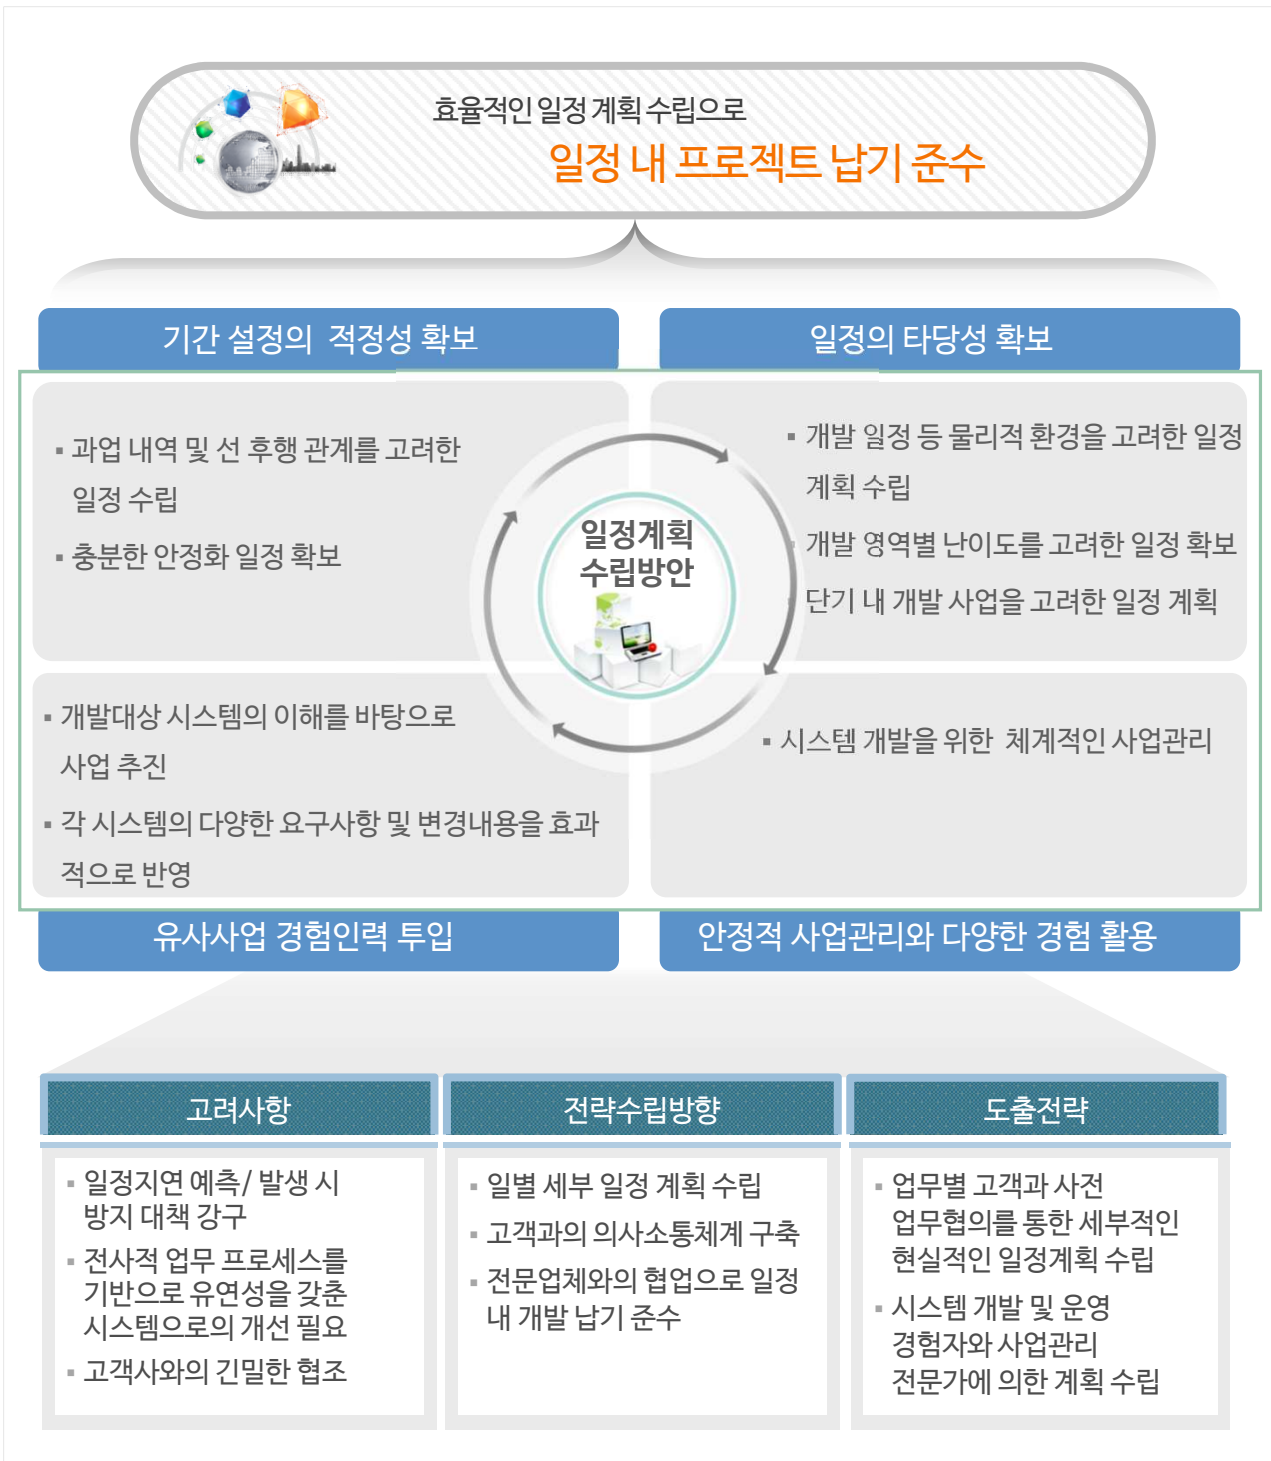 효율적인 일정 계획 수립으로
일정 내 프로젝트 납기 준수
기간 설정의 적정성 확보
일정의 타당성 확보
▪ 과업 내역 및 선 후행 관계를 고려한
일정 수립
▪ 충분한 안정화 일정 확보
▪ 개발 일정 등 물리적 환경을 고려한 일정
계획 수립
▪ 개발 영역별 난이도를 고려한 일정 확보
▪ 단기 내 개발 사업을 고려한 일정 계획
일정계획
수립방안
▪ 개발대상 시스템의 이해를 바탕으로
사업 추진
▪ 각 시스템의 다양한 요구사항 및 변경내용을 효과
적으로 반영
▪ 시스템 개발을 위한 체계적인 사업관리
유사사업 경험인력 투입
안정적 사업관리와 다양한 경험 활용
고려사항
▪ 일정지연 예측/ 발생 시
방지 대책 강구
▪ 전사적 업무 프로세스를
기반으로 유연성을 갖춘
시스템으로의 개선 필요
▪ 고객사와의 긴밀한 협조
전략수립방향
▪ 일별 세부 일정 계획 수립
▪ 고객과의 의사소통체계 구축
▪ 전문업체와의 협업으로 일정
내 개발 납기 준수
도출전략
▪ 업무별 고객과 사전
업무협의를 통한 세부적인
현실적인 일정계획 수립
▪ 시스템 개발 및 운영
경험자와 사업관리
전문가에 의한 계획 수립